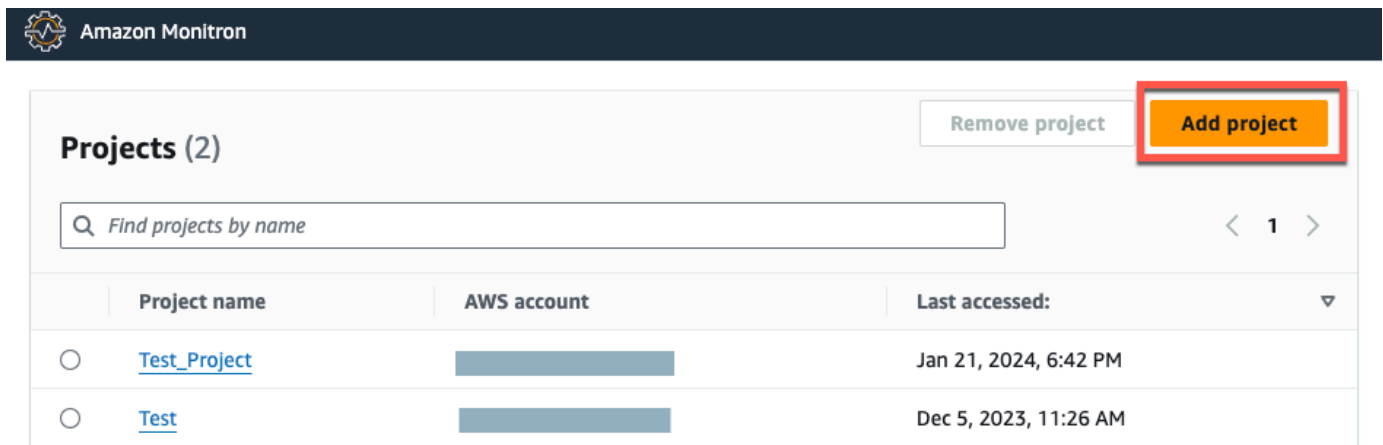 Amazon Monitron
Remove project
Add project
Projects (2)
Find projects by name
1
Project name AWS account Last accessed:
Test_Project Jan 21, 2024, 6:42 PM
Test Dec 5, 2023, 11:26 AM